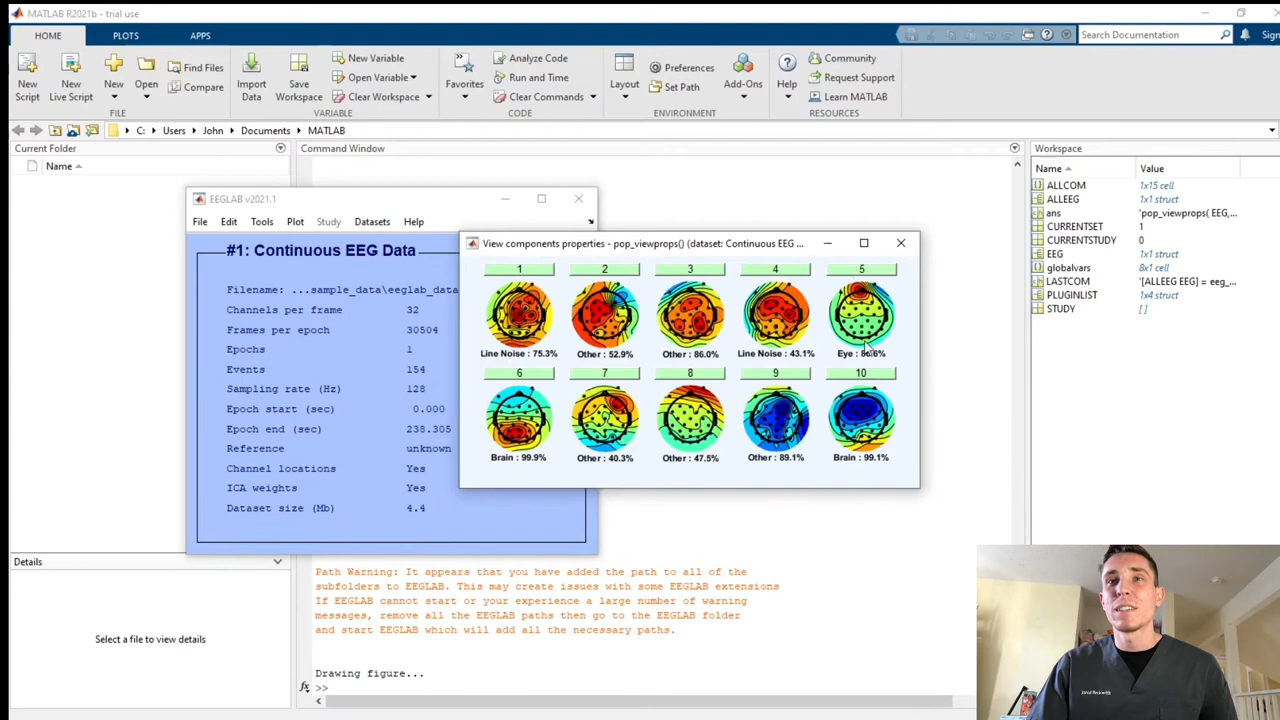 MATLAB R2021b - trial use
HOME PLOTS APPS
Search Documentation
Sign
New Script
New Live Script
New
Open
Find Files
Compare
Import Data
Save Workspace
New Variable
Open Variable
Clear Workspace
Favorites
Analyze Code
Run and Time
Clear Commands
Layout
Preferences
Set Path
Add-Ons
Help
Community
Request Support
Learn MATLAB
FILE VARIABLE CODE ENVIRONMENT RESOURCES
C: Users John Documents MATLAB
Current Folder
Name
Command Window
Workspace
Name Value
ALLCOM 1x15 cell
ALLEEG 1x1 struct
ans 'pop_viewprops( EEG,...
CURRENTSET 1
CURRENTSTUDY 0
EEG 1x1 struct
globalvars 8x1 cell
LASTCOM '[ALLEEG EEG] = eeg_...
PLUGINLIST 1x4 struct
STUDY []
EEGLAB v2021.1
File Edit Tools Plot Study Datasets Help
#1: Continuous EEG Data
Filename: ...sample_data\eeglab_data
Channels per frame 32
Frames per epoch 30504
Epochs 1
Events 154
Sampling rate (Hz) 128
Epoch start (sec) 0.000
Epoch end (sec) 238.305
Reference unknown
Channel locations Yes
ICA weights Yes
Dataset size (Mb) 4.4
View components properties - pop_viewprops() (dataset: Continuous EEG ...
1 2 3 4 5
Line Noise : 75.3% Other : 52.9% Other : 86.0% Line Noise : 43.1% Eye :
6 7 8 9 10
Brain : 99.9% Other : 40.3% Other : 47.5% Other : 89.1% Brain : 99.1%
Details
Select a file to view details
Path Warning: It appears that you have added the path to all of the
subfolders to EEGLAB. This may create issues with some EEGLAB extensions
If EEGLAB cannot start or your experience a large number of warning
messages, remove all the EEGLAB paths then go to the EEGLAB folder
and start EEGLAB which will add all the necessary paths.
Drawing figure...
fx >>